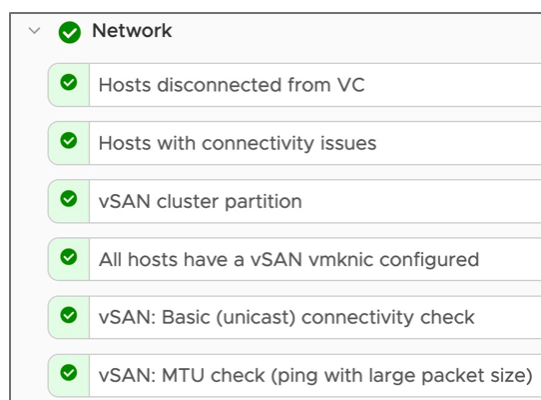 Network
Hosts disconnected from VC
Hosts with connectivity issues
vSAN cluster partition
All hosts have a vSAN vmknic configured
vSAN: Basic (unicast) connectivity check
vSAN: MTU check (ping with large packet size)